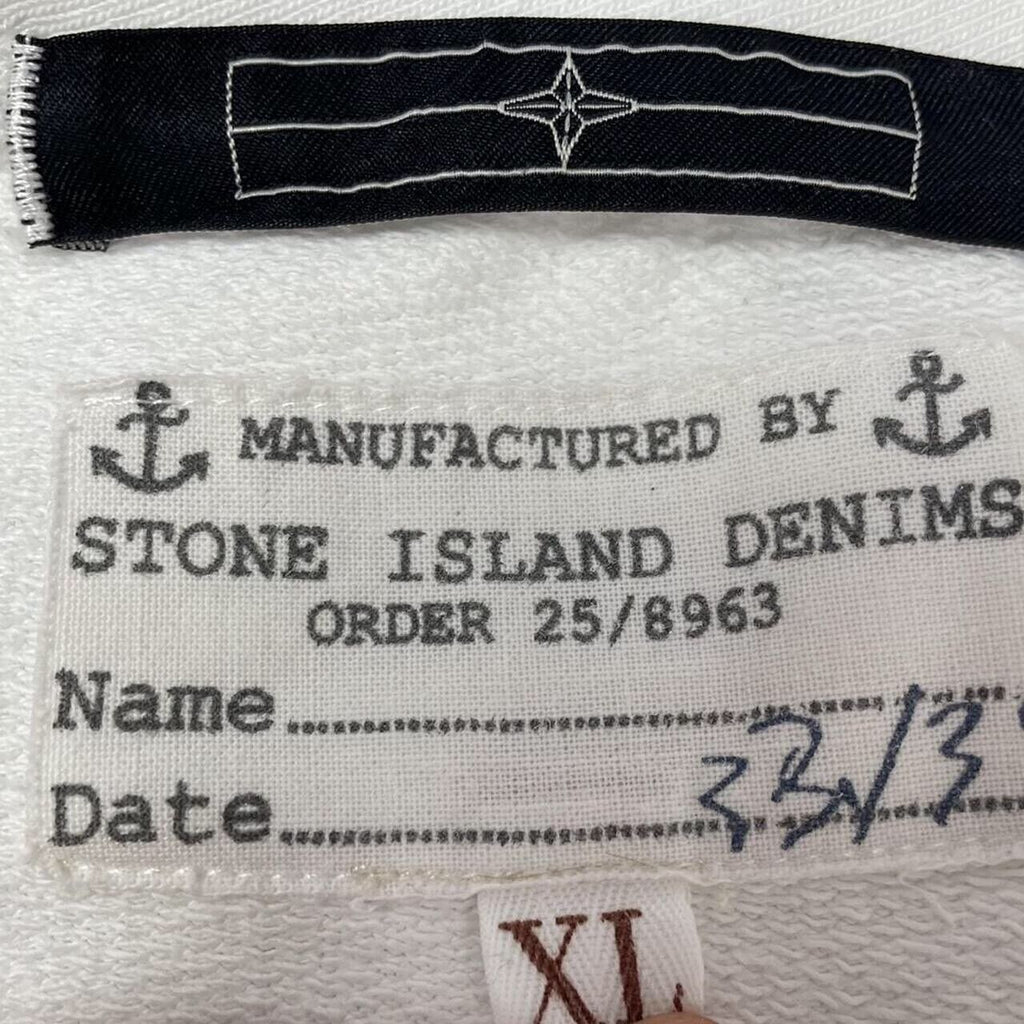 MANUFACTURED BY
STONE ISLAND DENIMS
ORDER 25/8963
Name
Date
XL